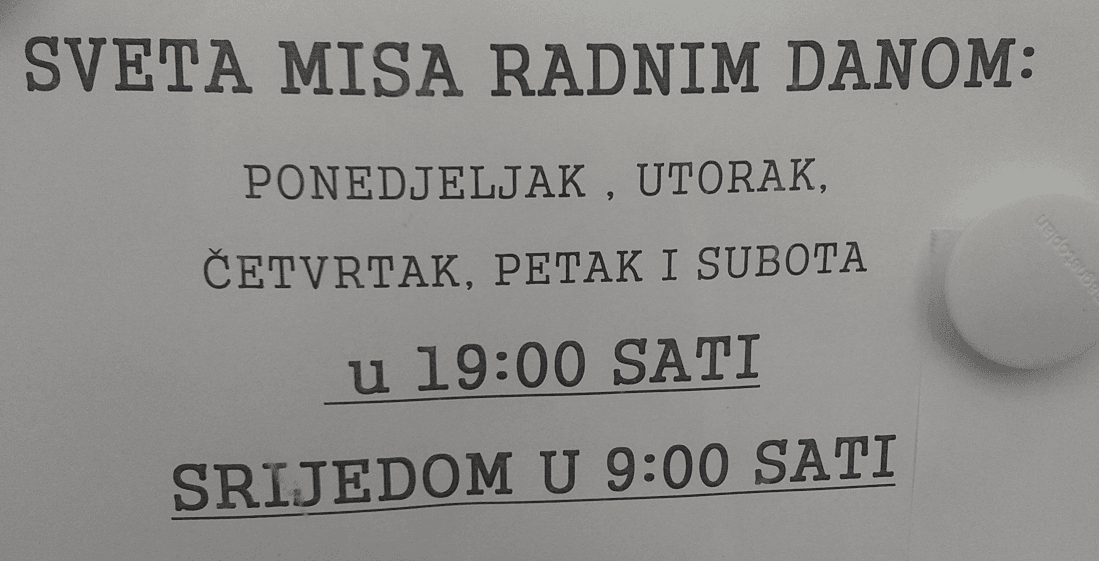 SVETA MISA RADNIM DANOM:
PONEDJELJAK , UTORAK,
ČETVRTAK, PETAK I SUBOTA
u 19:00 SATI
SRIJEDOM U 9:00 SATI